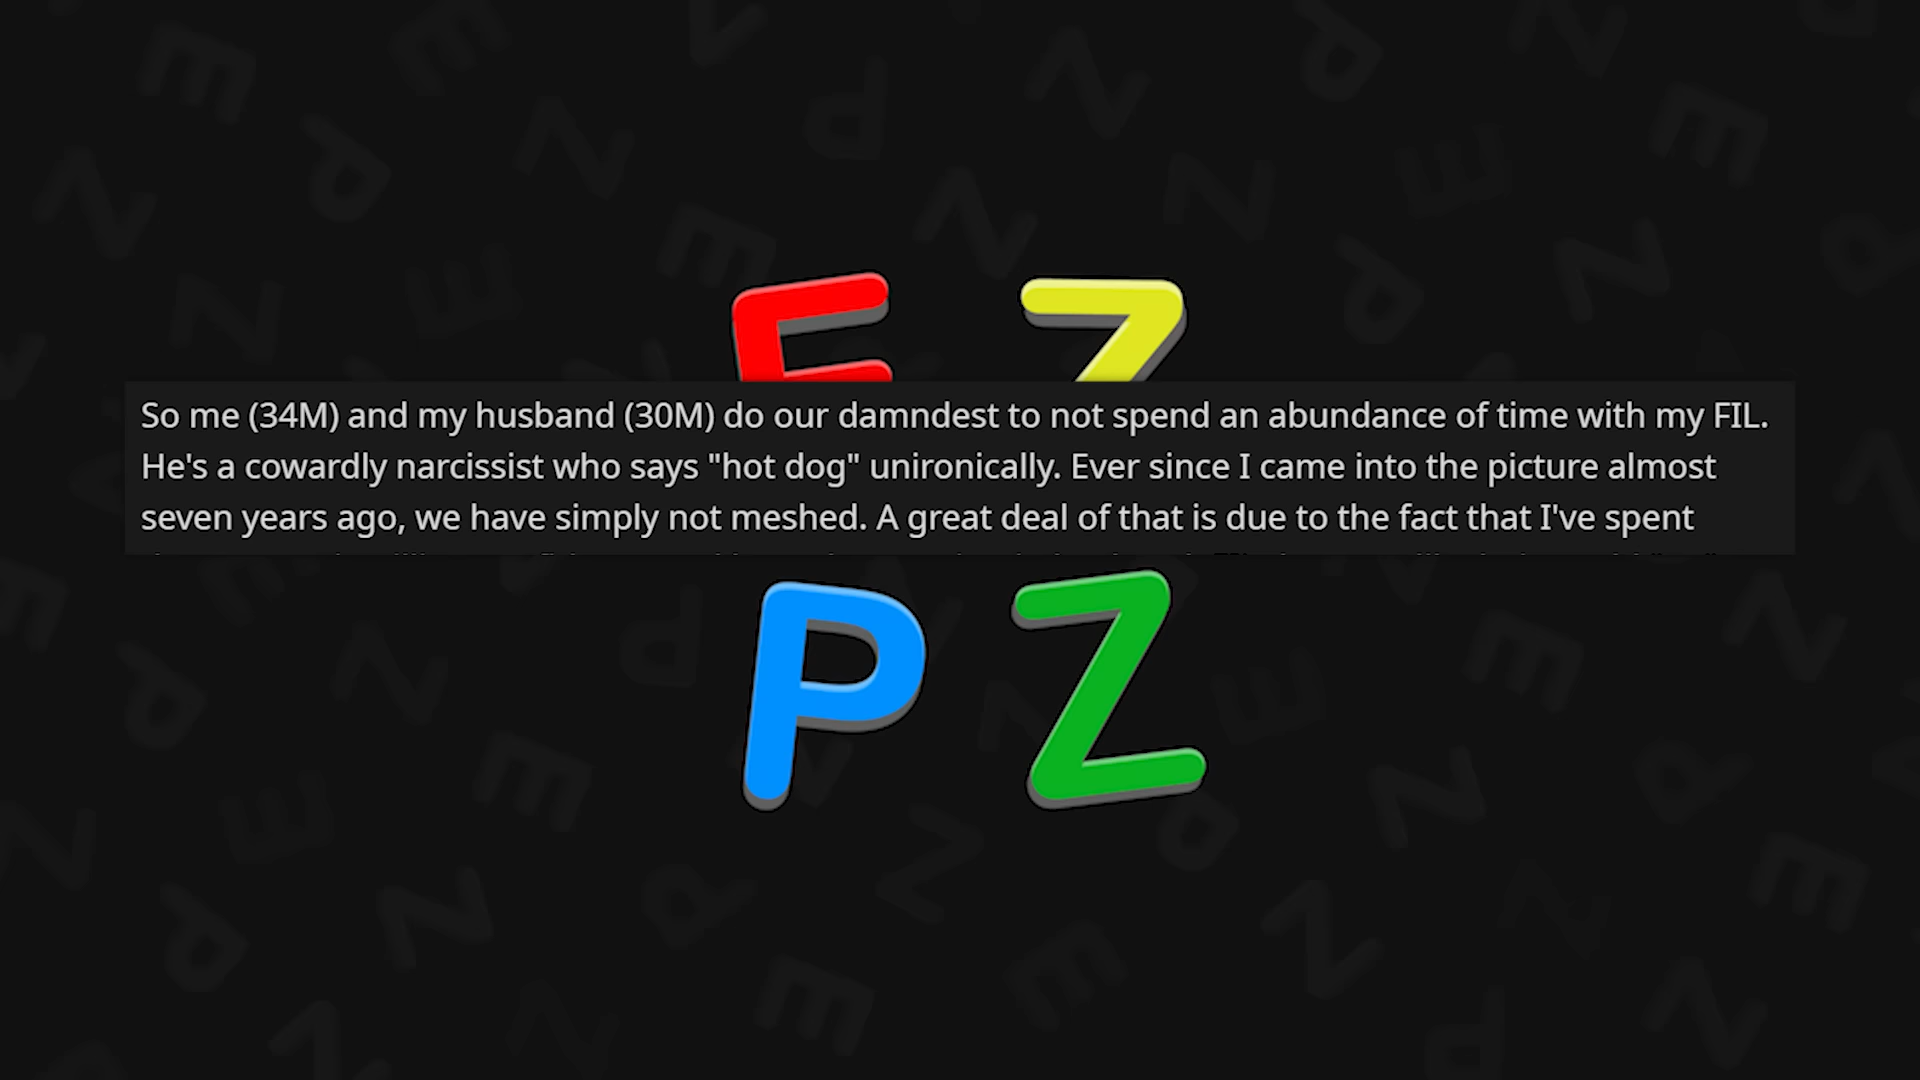 E Z
So me (34M) and my husband (30M) do our damndest to not spend an abundance of time with my FIL.
He's a cowardly narcissist who says "hot dog" unironically. Ever since I came into the picture almost
seven years ago, we have simply not meshed. A great deal of that is due to the fact that I've spent
P Z